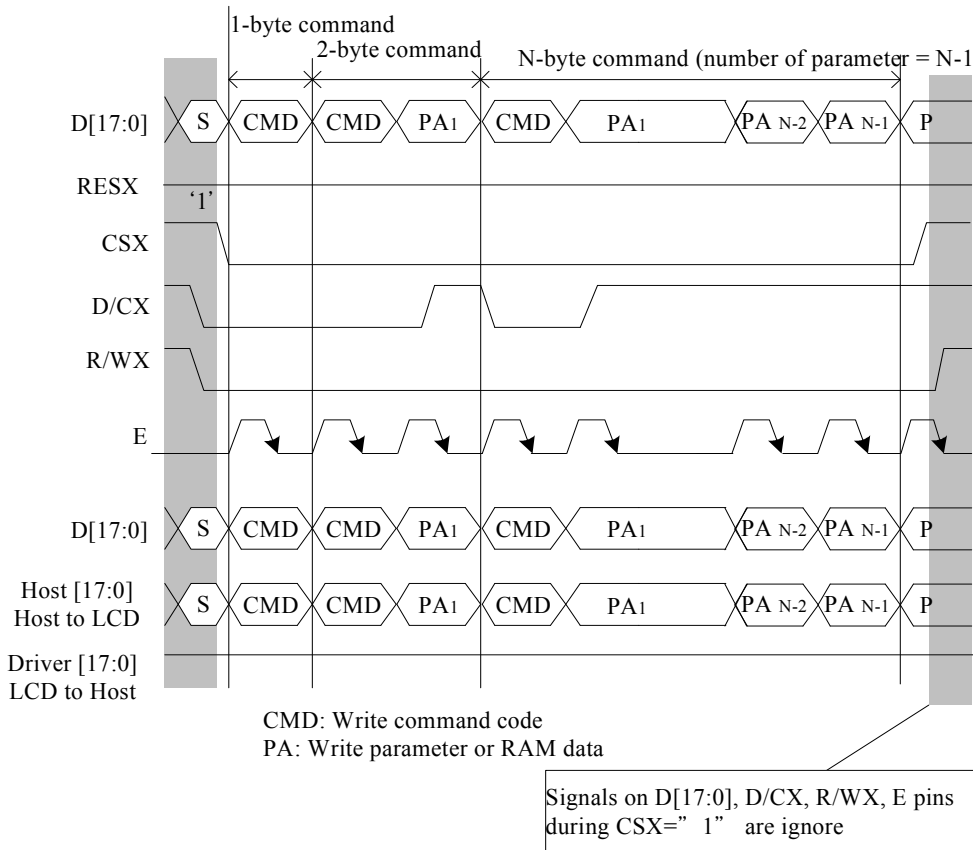 1-byte command
2-byte command
N-byte command (number of parameter = N-1
D[17:0] S CMD CMD PA1 CMD PA1 PA N-2 PA N-1 P
RESX
‘1’
CSX
D/CX
R/WX
E
D[17:0] S CMD CMD PA1 CMD PA1 PA N-2 PA N-1 P
Host [17:0]
Host to LCD
S CMD CMD PA1 CMD PA1 PA N-2 PA N-1 P
Driver [17:0]
LCD to Host
CMD: Write command code
PA: Write parameter or RAM data
Signals on D[17:0], D/CX, R/WX, E pins
during CSX=” 1” are ignore